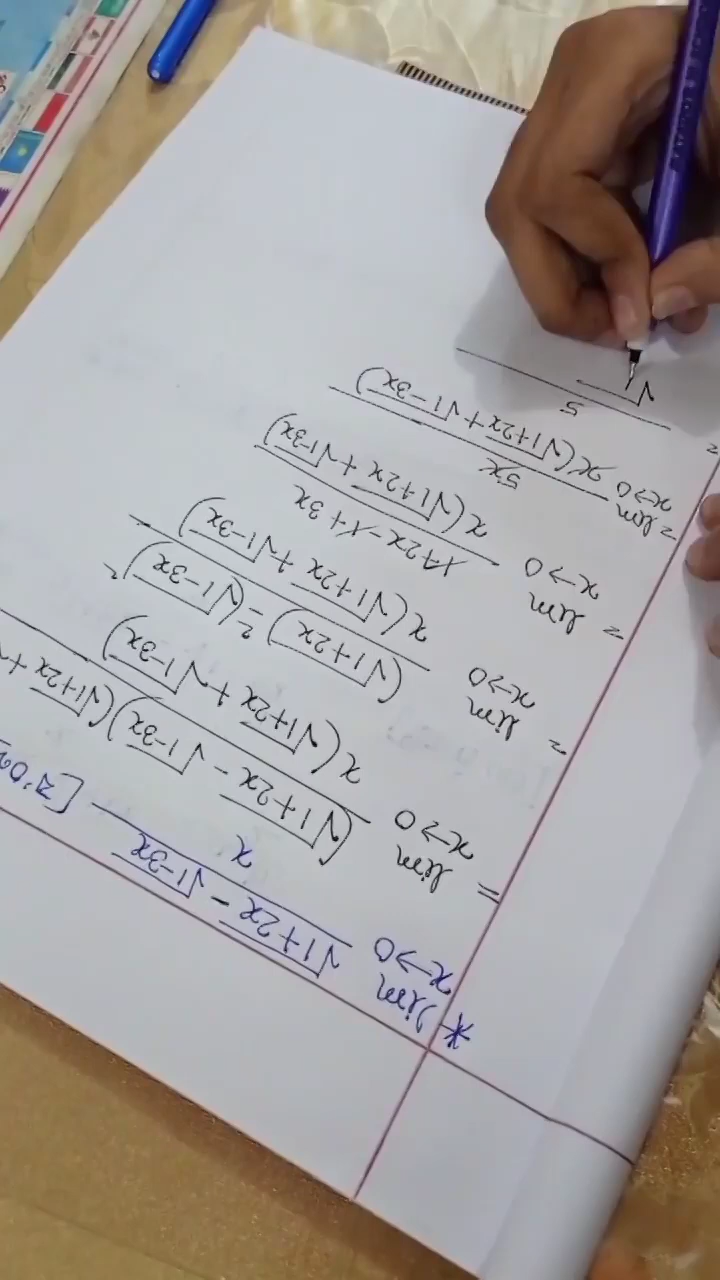 * lim x→0 (√1+2x − √1−3x) / x [দি.বো
= lim x→0 (√1+2x − √1−3x)(√1+2x + / x(√1+2x + √1−3x)
= lim x→0 (√1+2x)² − (√1−3x)² / x(√1+2x + √1−3x)
= lim x→0 1+2x−1+3x / x(√1+2x + √1−3x)
= lim x→0 5x / x(√1+2x + √1−3x)
= 5 / √